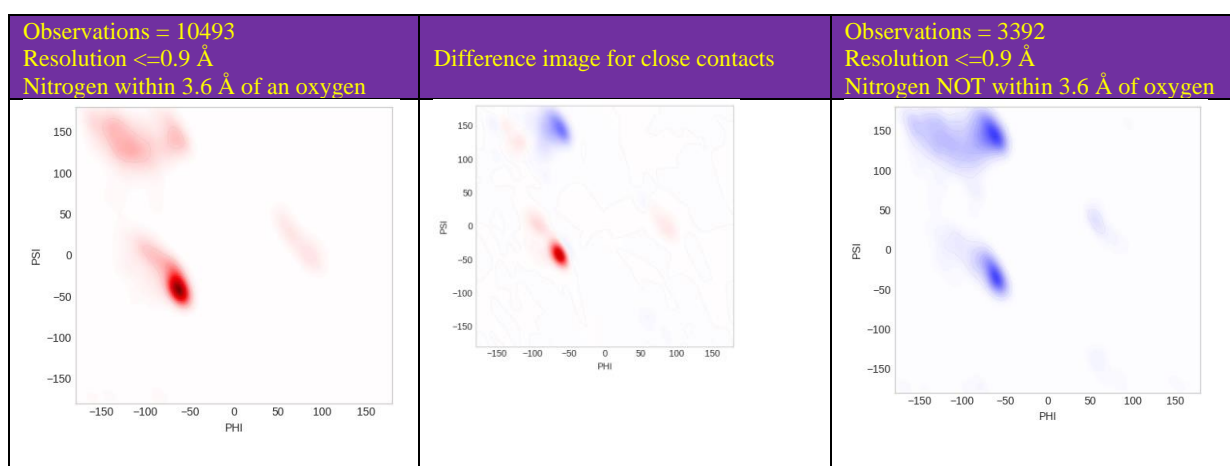 Observations = 10493
Resolution <=0.9 Å
Nitrogen within 3.6 Å of an oxygen
Difference image for close contacts
Observations = 3392
Resolution <=0.9 Å
Nitrogen NOT within 3.6 Å of oxygen
150
100
50
0
−50
−100
−150
PSI
−150 −100 −50 0 50 100 150
PHI
150
100
50
0
−50
−100
−150
PSI
−150 −100 −50 0 50 100 150
PHI
150
100
50
0
−50
−100
−150
PSI
−150 −100 −50 0 50 100 150
PHI